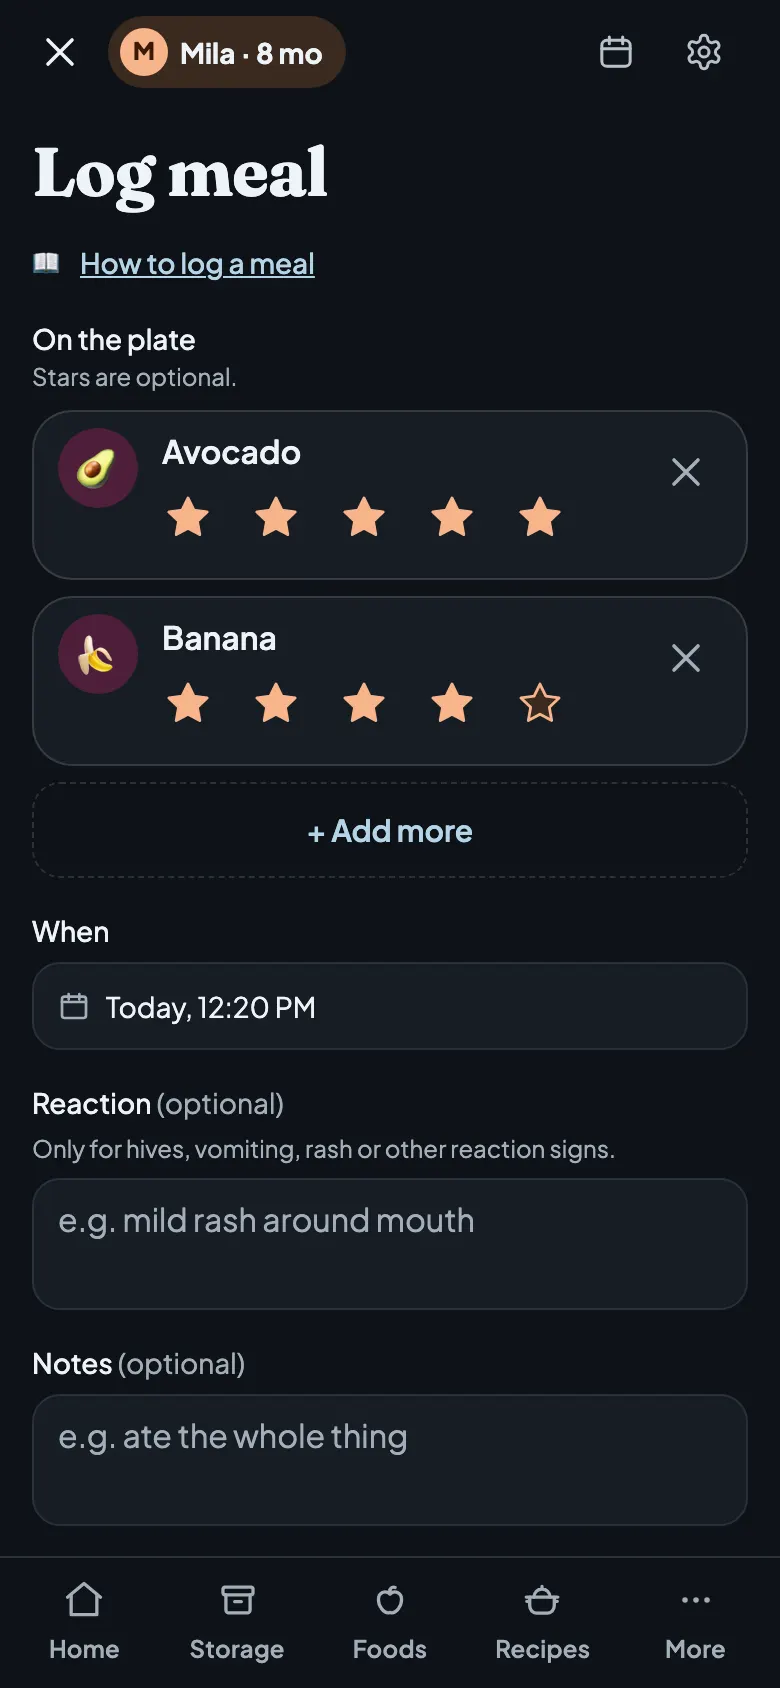 M Mila · 8 mo
Log meal
How to log a meal
On the plate
Stars are optional.
Avocado
Banana
+ Add more
When
Today, 12:20 PM
Reaction (optional)
Only for hives, vomiting, rash or other reaction signs.
e.g. mild rash around mouth
Notes (optional)
e.g. ate the whole thing
Home Storage Foods Recipes More